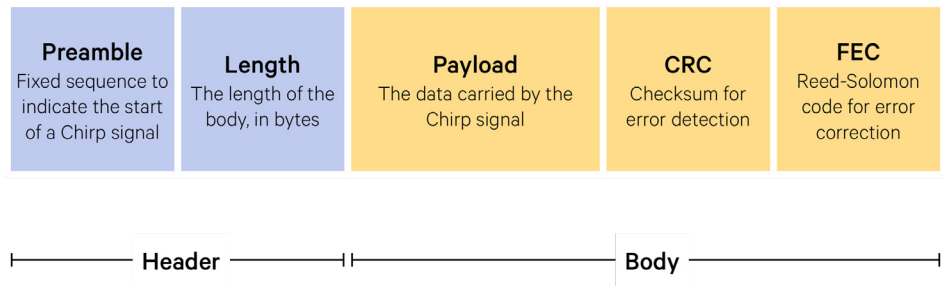 Preamble
Fixed sequence to
indicate the start
of a Chirp signal
Length
The length of the
body, in bytes
Payload
The data carried by the
Chirp signal
CRC
Checksum for
error detection
FEC
Reed-Solomon
code for error
correction
Header
Body